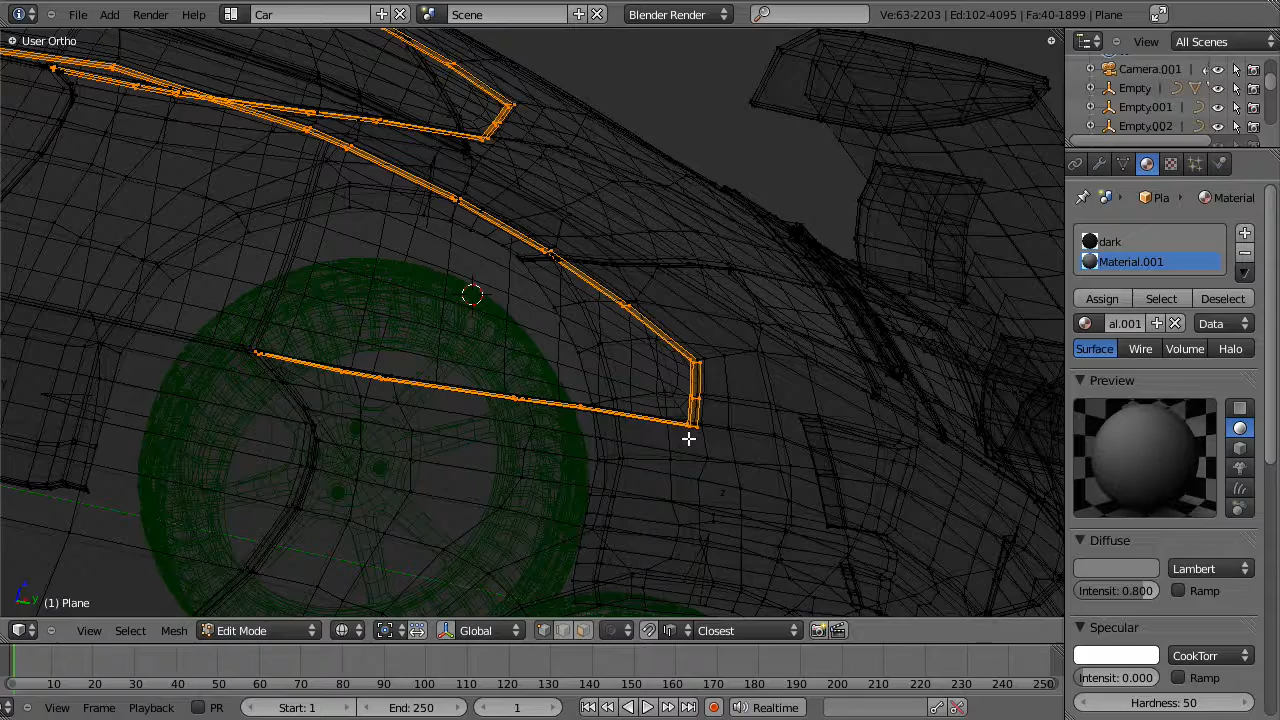 File Add Render Help Car Scene Blender Render Ve:63-2203 | Ed:102-4095 | Fa:40-1899 | Plane
User Ortho
View All Scenes
Camera.001
Empty
Empty.001
Empty.002
Pla Material
dark
Material.001
Assign Select Deselect
al.001 Data
Surface Wire Volume Halo
Preview
Diffuse
Lambert
Intensit: 0.800 Ramp
Specular
CookTorr
Intensit: 0.000 Ramp
Hardness: 50
z
y
(1) Plane
View Select Mesh Edit Mode Global Closest
10 20 30 40 50 60 70 80 90 100 110 120 130 140 150 160 170 180 190 200 210 220 230 240 250
View Frame Playback PR Start: 1 End: 250 1 Realtime